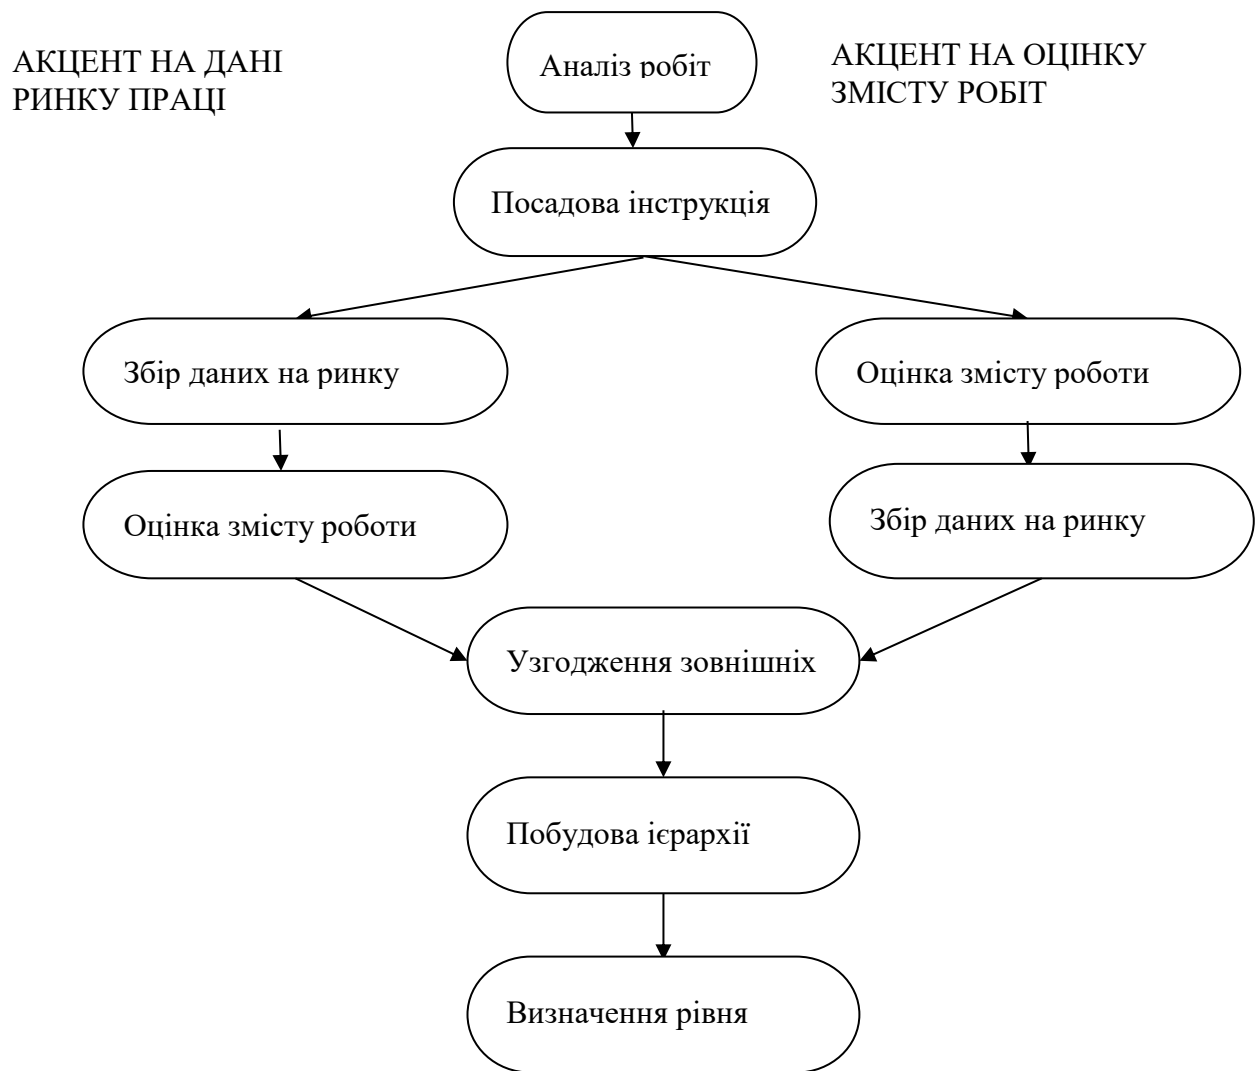 АКЦЕНТ НА ДАНІ
РИНКУ ПРАЦІ
Аналіз робіт
АКЦЕНТ НА ОЦІНКУ
ЗМІСТУ РОБІТ
Посадова інструкція
Збір даних на ринку
Оцінка змісту роботи
Оцінка змісту роботи
Збір даних на ринку
Узгодження зовнішніх
Побудова ієрархії
Визначення рівня